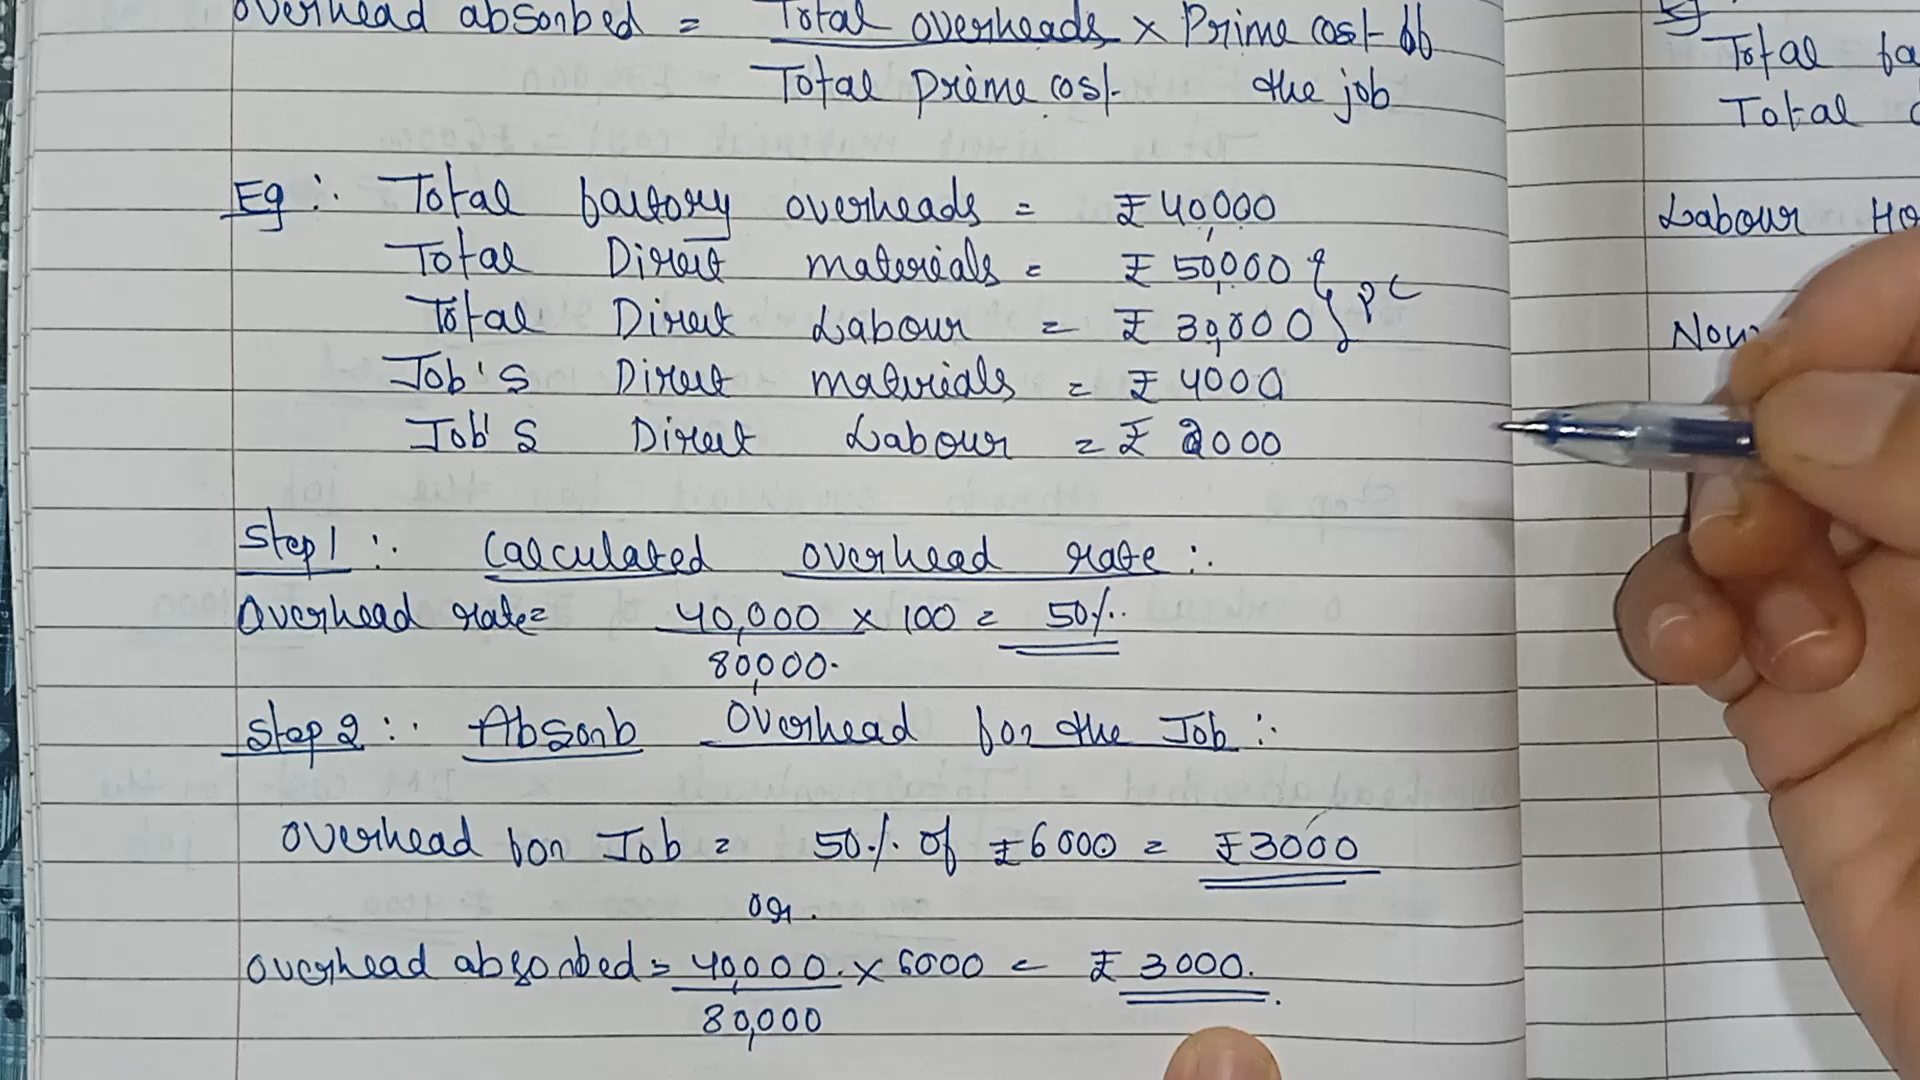 overhead absorbed = Total overheads × Prime cost of
Total Prime cost the job
Eg :· Total factory overheads = ₹ 40,000
Total Direct materials = ₹ 50,000
Total Direct Labour = ₹ 30,000 } PC
Job's Direct materials = ₹ 4000
Job's Direct Labour = ₹ 2000
Step 1 :· Calculated overhead rate :·
Overhead rate = 40,000 × 100 = 50%.
80,000.
Step 2 :· Absorb Overhead for the Job :·
Overhead for Job = 50% of ₹6000 = ₹3000
or.
Overhead absorbed = 40,000 × 6000 = ₹ 3000.
80,000
Total fa
Total
Labour Ho
Now